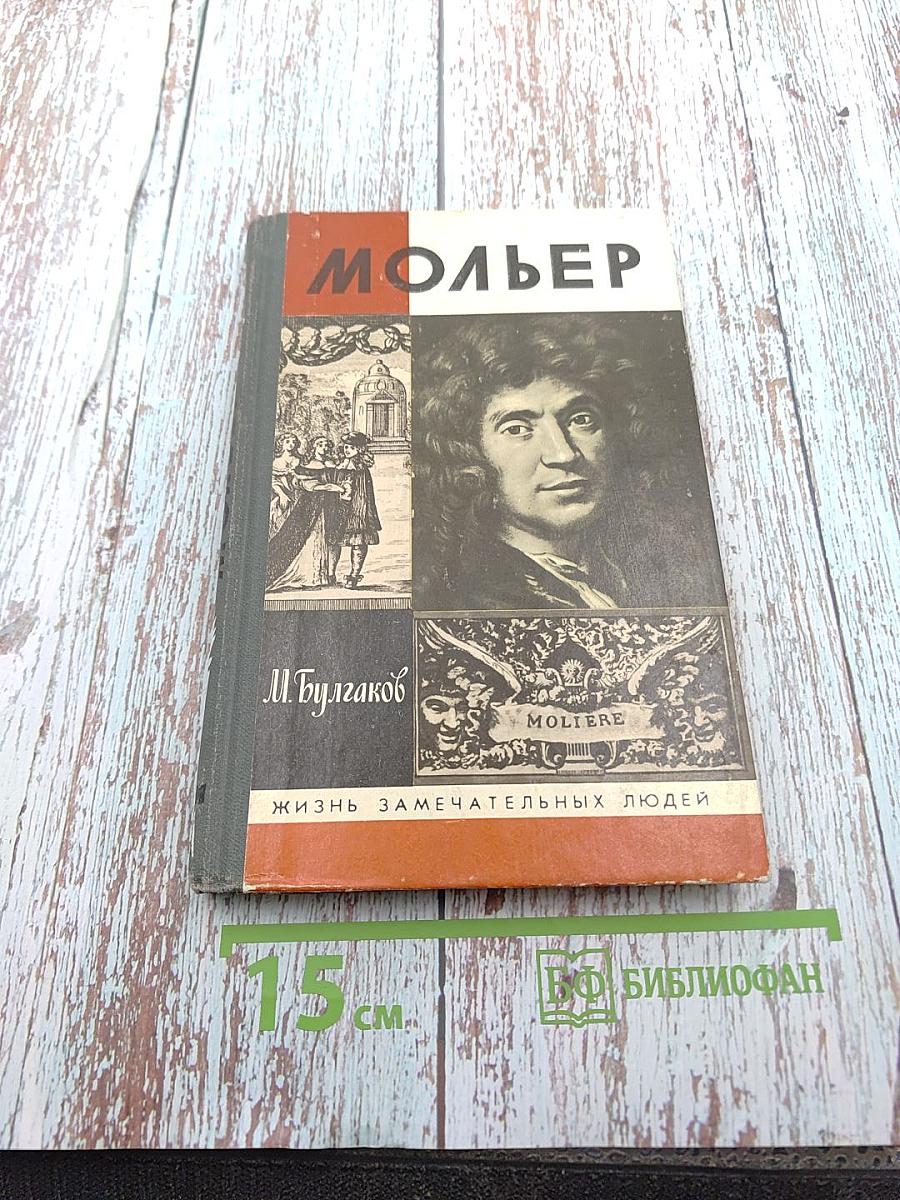 МОЛЬЕР
М. Булгаков
MOLIERE
ЖИЗНЬ ЗАМЕЧАТЕЛЬНЫХ ЛЮДЕЙ
15 см
БФ БИБЛИОФАН